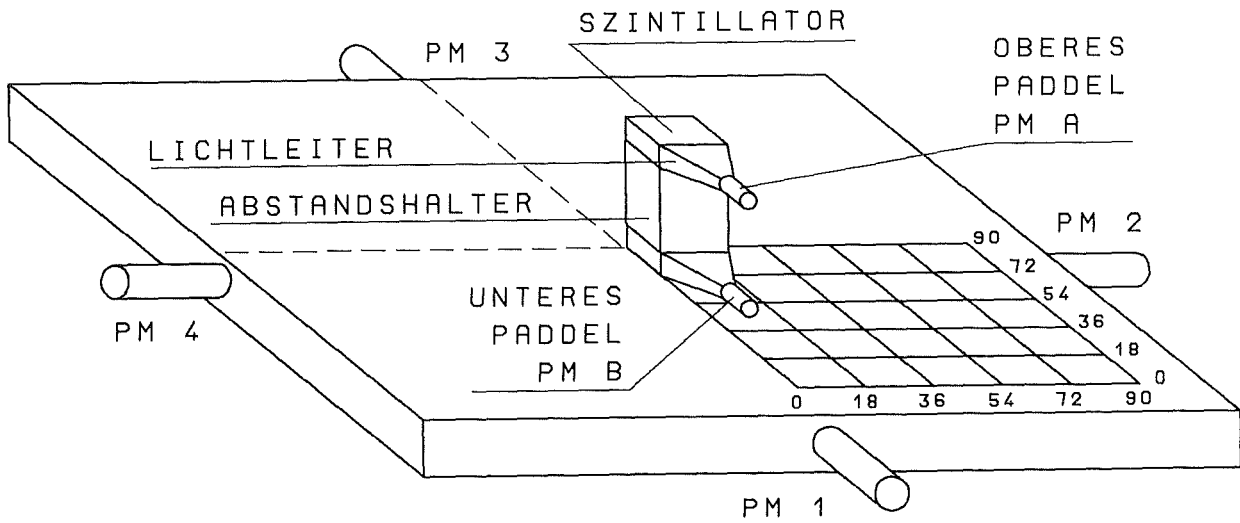 SZINTILLATOR
PM 3
OBERES
PADDEL
PM A
LICHTLEITER
ABSTANDSHALTER
PM 2
90
72
54
36
18
0
UNTERES
PADDEL
PM B
PM 4
0 18 36 54 72 90
PM 1